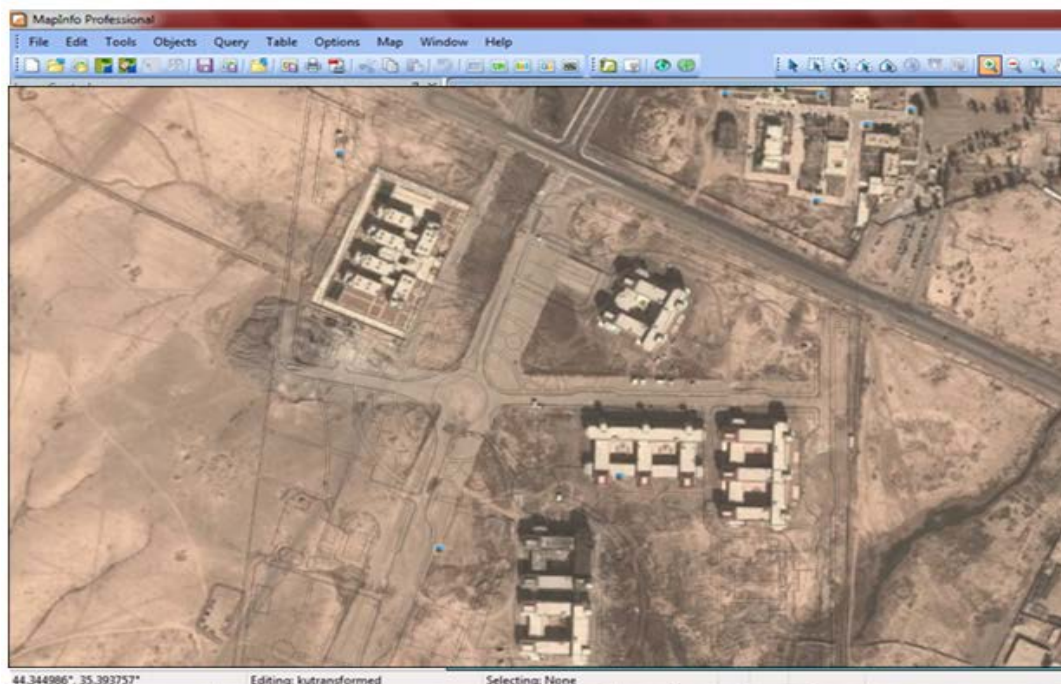 MapInfo Professional
File Edit Tools Objects Query Table Options Map Window Help
44.344986°, 35.393757° Editing: kutransformed Selecting: None